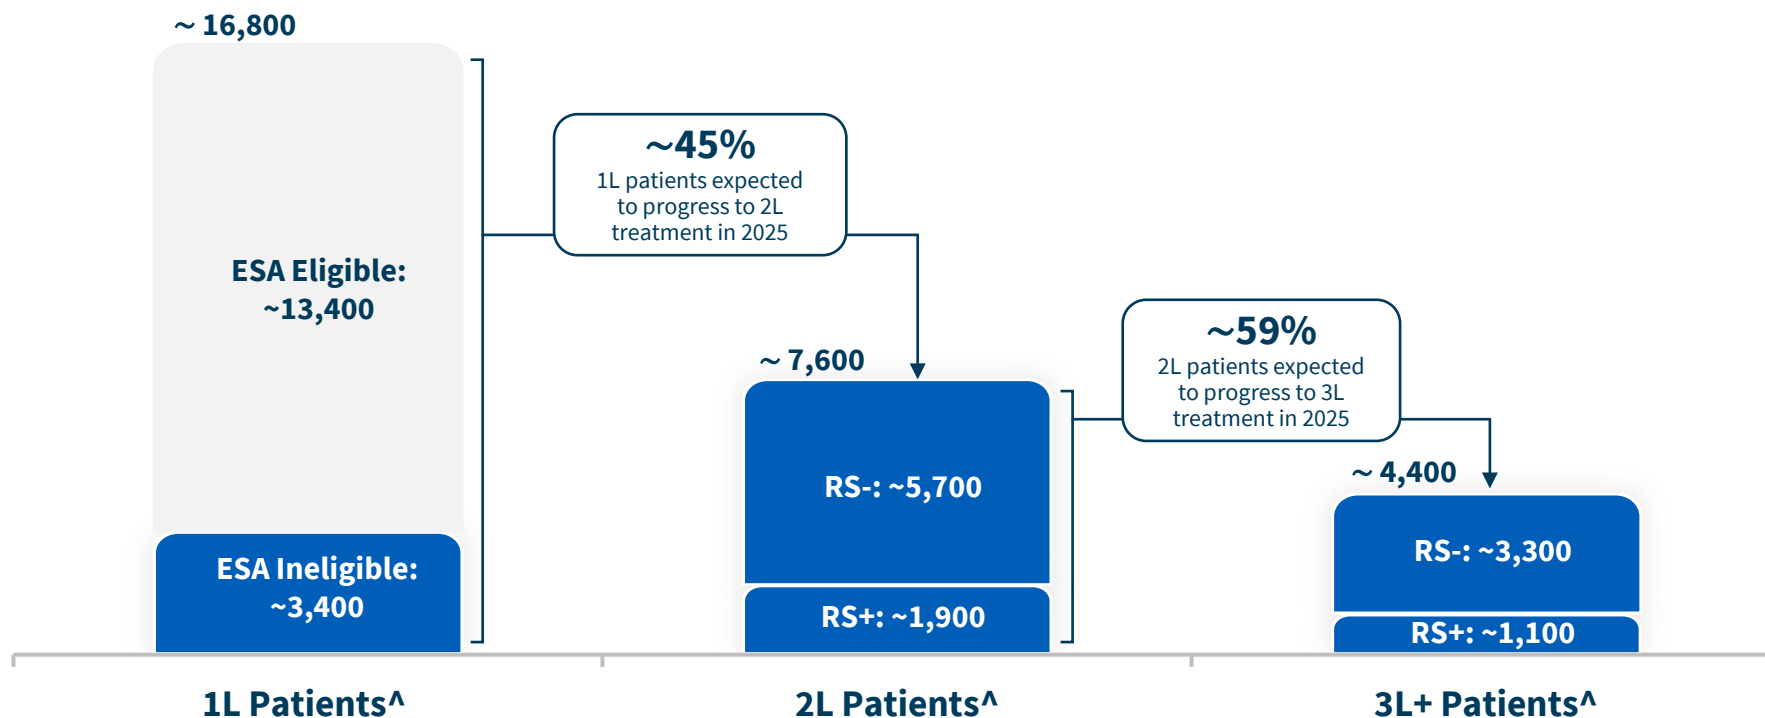 ~ 16,800
ESA Eligible:
~13,400
ESA Ineligible:
~3,400
~45%
1L patients expected
to progress to 2L
treatment in 2025
~ 7,600
RS-: ~5,700
RS+: ~1,900
~59%
2L patients expected
to progress to 3L
treatment in 2025
~ 4,400
RS-: ~3,300
RS+: ~1,100
1L Patients^
2L Patients^
3L+ Patients^